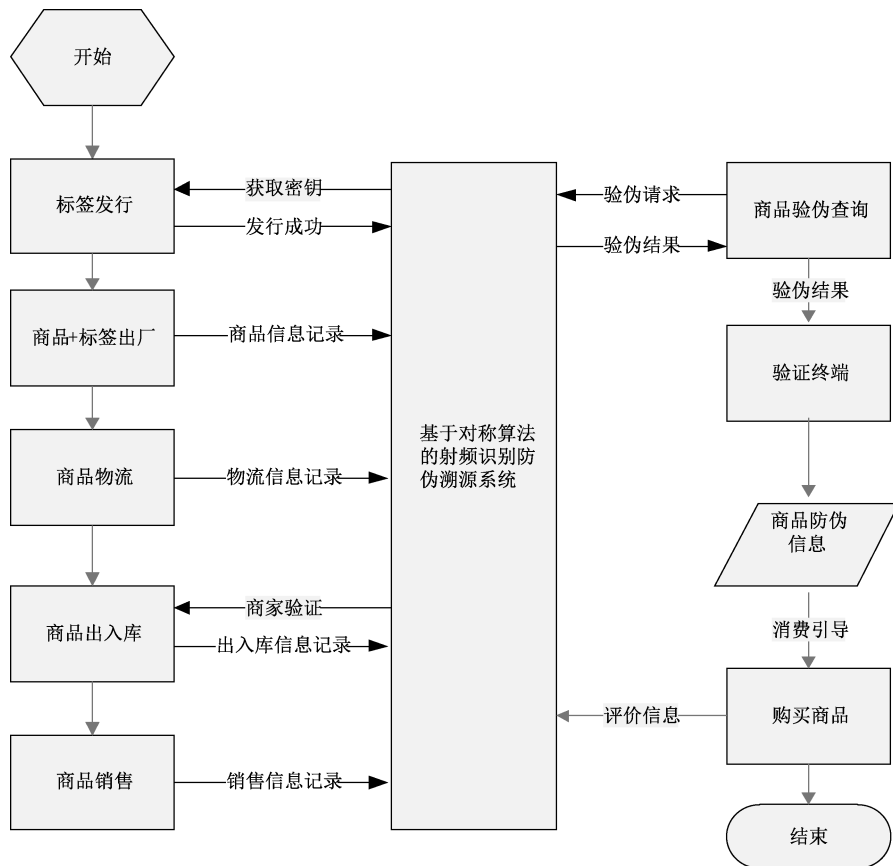 开始
标签发行
获取密钥
发行成功
商品+标签出厂
商品信息记录
商品物流
物流信息记录
商品出入库
商家验证
出入库信息记录
商品销售
销售信息记录
基于对称算法
的射频识别防
伪溯源系统
验伪请求
验伪结果
商品验伪查询
验伪结果
验证终端
商品防伪
信息
消费引导
评价信息
购买商品
结束